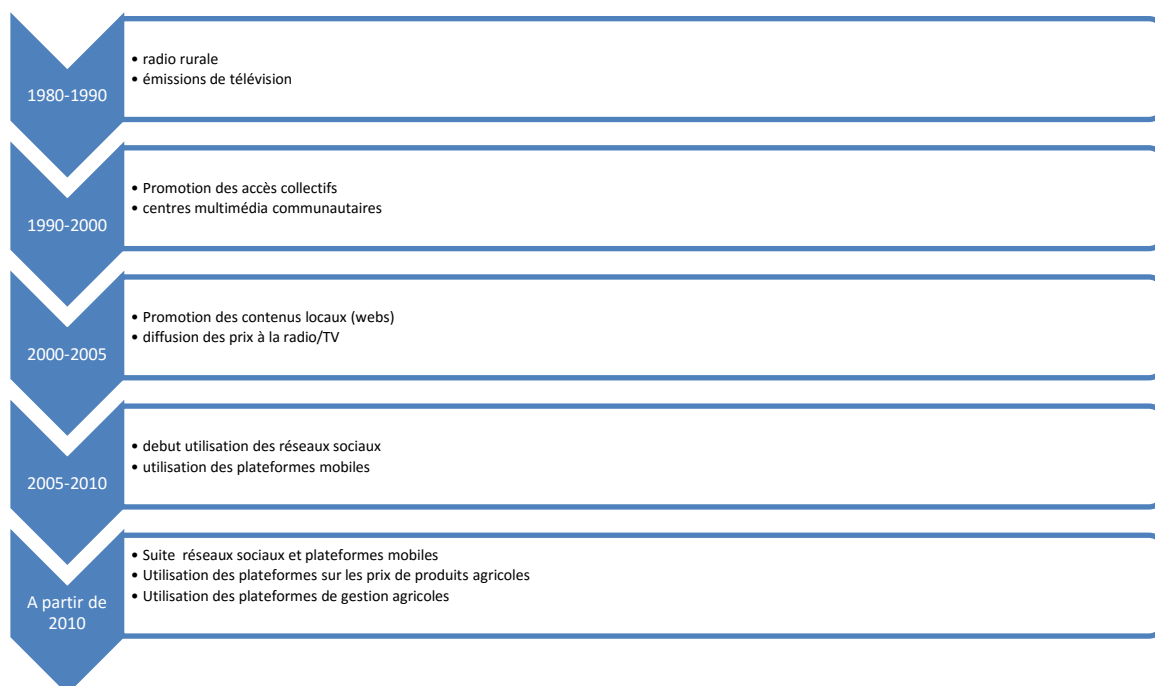 1980-1990
• radio rurale
• émissions de télévision
1990-2000
• Promotion des accès collectifs
• centres multimédia communautaires
2000-2005
• Promotion des contenus locaux (webs)
• diffusion des prix à la radio/TV
2005-2010
• debut utilisation des réseaux sociaux
• utilisation des plateformes mobiles
A partir de
2010
• Suite réseaux sociaux et plateformes mobiles
• Utilisation des plateformes sur les prix de produits agricoles
• Utilisation des plateformes de gestion agricoles